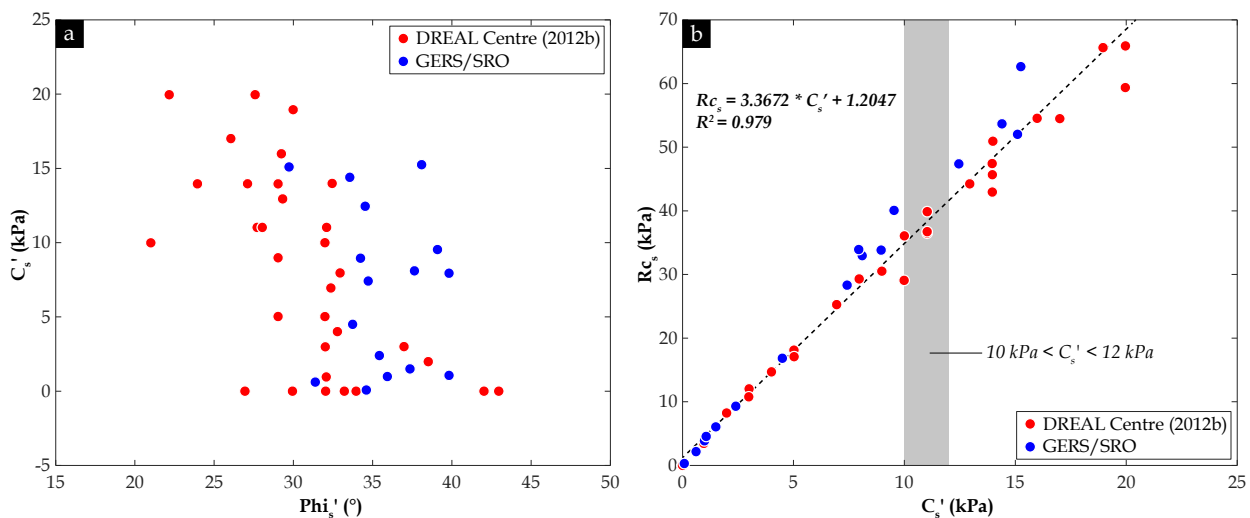 a
DREAL Centre (2012b)
GERS/SRO
25
20
15
10
5
0
-5
Cₛ' (kPa)
15
20
25
30
35
40
45
50
Phiₛ' (°)
b
Rcₛ = 3.3672 * Cₛ' + 1.2047
R² = 0.979
10 kPa < Cₛ' < 12 kPa
DREAL Centre (2012b)
GERS/SRO
70
60
50
40
30
20
10
0
Rcₛ (kPa)
0
5
10
15
20
25
Cₛ' (kPa)